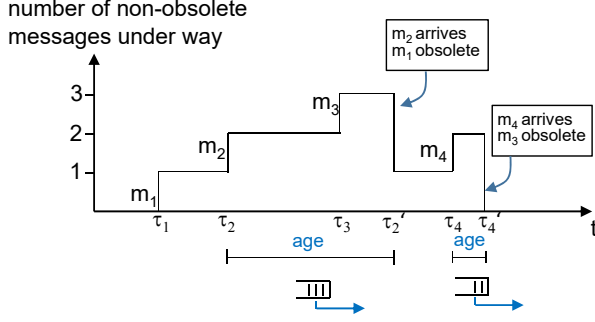 number of non-obsolete
messages under way
m₂ arrives
m₁ obsolete
3
m₃
m₄ arrives
m₃ obsolete
2
m₂
m₄
1
m₁
τ₁ τ₂ τ₃ τ₂‘ τ₄ τ₄‘ t
age age